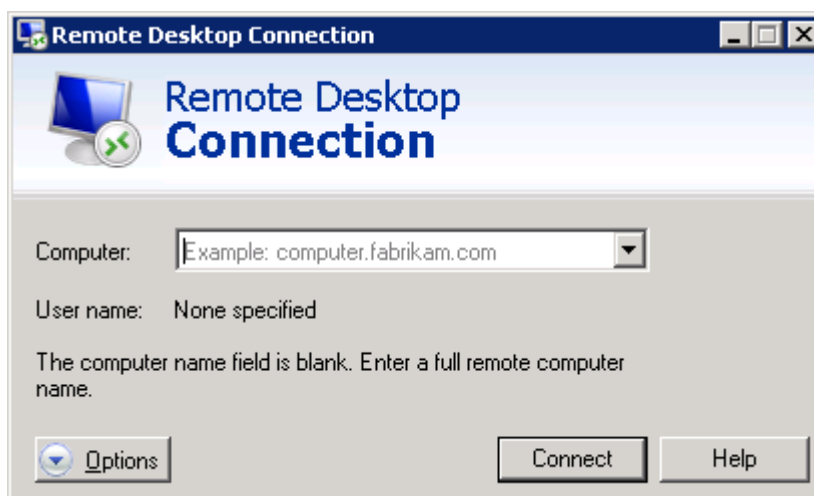 Remote Desktop Connection
Remote Desktop
Connection
Computer:
Example: computer.fabrikam.com
User name:
None specified
The computer name field is blank. Enter a full remote computer
name.
Options
Connect
Help